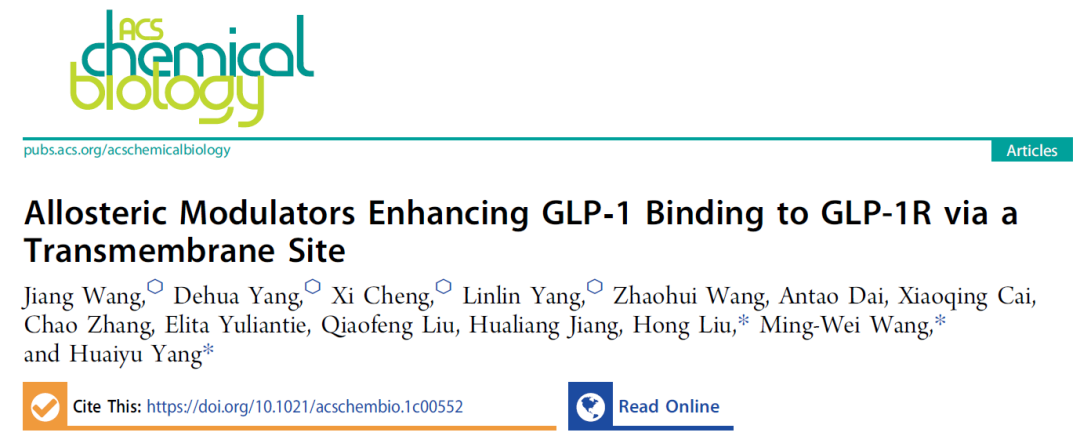 ACS
chemical
biology
pubs.acs.org/acschemicalbiology
Articles
Allosteric Modulators Enhancing GLP-1 Binding to GLP-1R via a
Transmembrane Site
Jiang Wang, Dehua Yang, Xi Cheng, Linlin Yang, Zhaohui Wang, Antao Dai, Xiaoqing Cai,
Chao Zhang, Elita Yuliantie, Qiaofeng Liu, Hualiang Jiang, Hong Liu,* Ming-Wei Wang,*
and Huaiyu Yang*
Cite This: https://doi.org/10.1021/acschembio.1c00552
Read Online